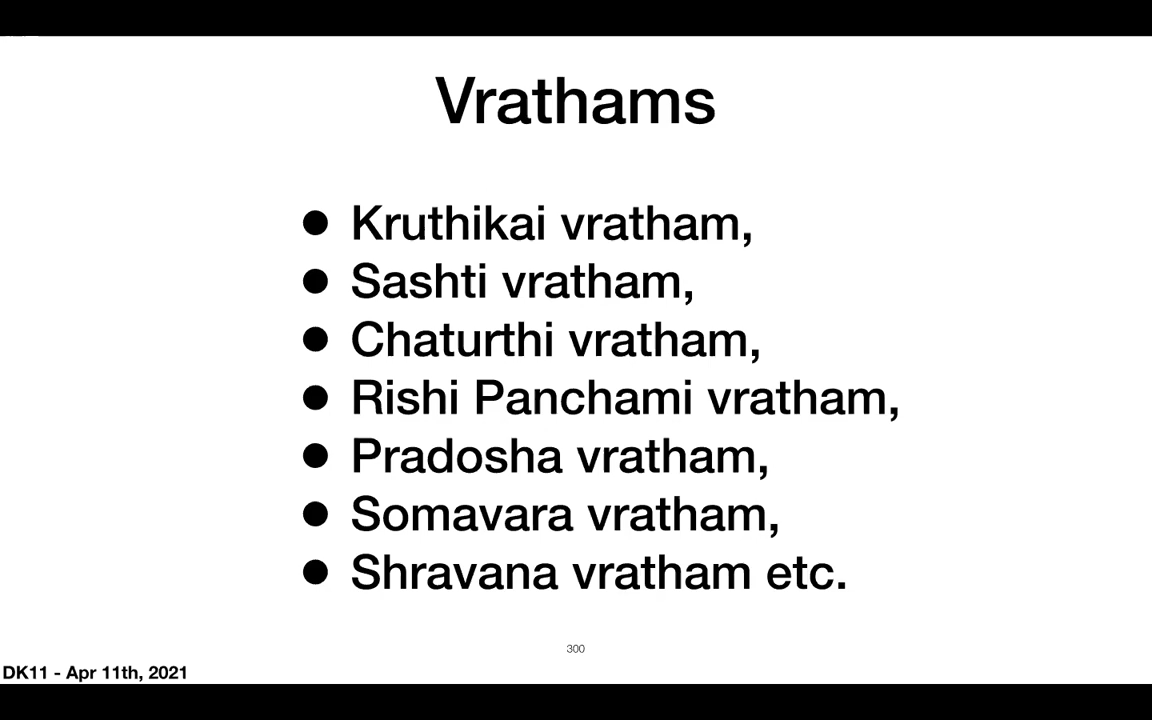 Vrathams
● Kruthikai vratham,
● Sashti vratham,
● Chaturthi vratham,
● Rishi Panchami vratham,
● Pradosha vratham,
● Somavara vratham,
● Shravana vratham etc.
300
DK11 - Apr 11th, 2021